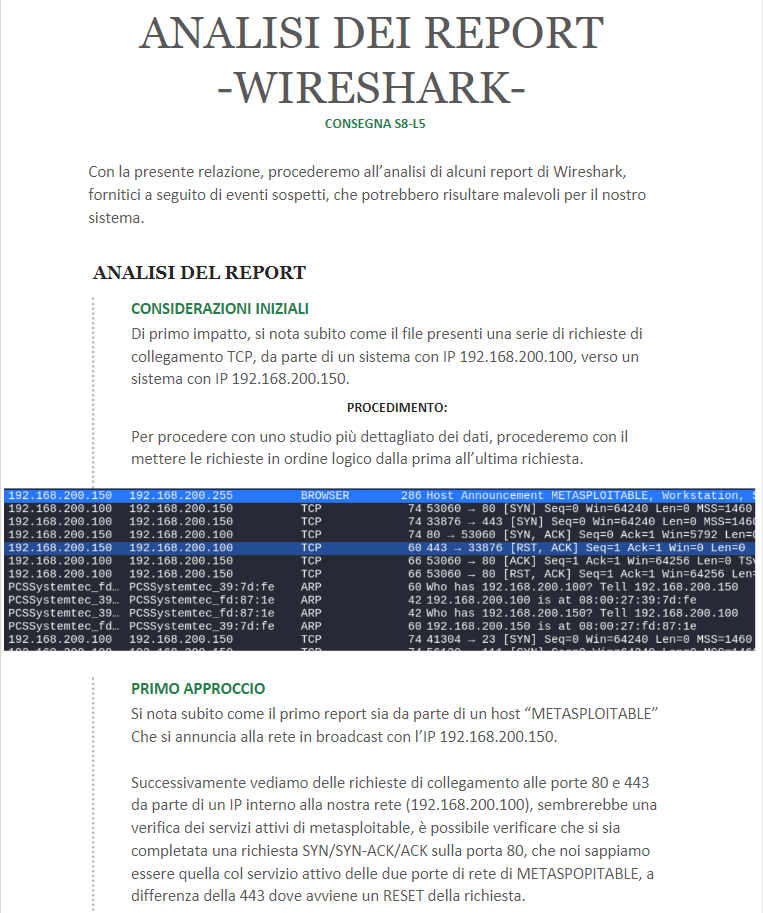 ANALISI DEI REPORT
-WIRESHARK-
CONSEGNA S8-L5
Con la presente relazione, procederemo all’analisi di alcuni report di Wireshark,
fornitici a seguito di eventi sospetti, che potrebbero risultare malevoli per il nostro
sistema.
ANALISI DEL REPORT
CONSIDERAZIONI INIZIALI
Di primo impatto, si nota subito come il file presenti una serie di richieste di
collegamento TCP, da parte di un sistema con IP 192.168.200.100, verso un
sistema con IP 192.168.200.150.
PROCEDIMENTO:
Per procedere con uno studio più dettagliato dei dati, procederemo con il
mettere le richieste in ordine logico dalla prima all’ultima richiesta.
192.168.200.150 192.168.200.255 BROWSER 286 Host Announcement METASPLOITABLE, Workstation,
192.168.200.100 192.168.200.150 TCP 74 53060 → 80 [SYN] Seq=0 Win=64240 Len=0 MSS=1460
192.168.200.100 192.168.200.150 TCP 74 33876 → 443 [SYN] Seq=0 Win=64240 Len=0 MSS=146
192.168.200.150 192.168.200.100 TCP 74 80 → 53060 [SYN, ACK] Seq=0 Ack=1 Win=5792 Len=
192.168.200.150 192.168.200.100 TCP 60 443 → 33876 [RST, ACK] Seq=1 Ack=1 Win=0 Len=0
192.168.200.100 192.168.200.150 TCP 66 53060 → 80 [ACK] Seq=1 Ack=1 Win=64256 Len=0 TS
192.168.200.100 192.168.200.150 TCP 66 53060 → 80 [RST, ACK] Seq=1 Ack=1 Win=64256 Len=
PCSSystemtec_fd… PCSSystemtec_39:7d:fe ARP 60 Who has 192.168.200.100? Tell 192.168.200.150
PCSSystemtec_39… PCSSystemtec_fd:87:1e ARP 42 192.168.200.100 is at 08:00:27:39:7d:fe
PCSSystemtec_39… PCSSystemtec_fd:87:1e ARP 42 Who has 192.168.200.150? Tell 192.168.200.100
PCSSystemtec_fd… PCSSystemtec_39:7d:fe ARP 60 192.168.200.150 is at 08:00:27:fd:87:1e
192.168.200.100 192.168.200.150 TCP 74 41304 → 23 [SYN] Seq=0 Win=64240 Len=0 MSS=1460
PRIMO APPROCCIO
Si nota subito come il primo report sia da parte di un host “METASPLOITABLE”
Che si annuncia alla rete in broadcast con l’IP 192.168.200.150.
Successivamente vediamo delle richieste di collegamento alle porte 80 e 443
da parte di un IP interno alla nostra rete (192.168.200.100), sembrerebbe una
verifica dei servizi attivi di metasploitable, è possibile verificare che si sia
completata una richiesta SYN/SYN-ACK/ACK sulla porta 80, che noi sappiamo
essere quella col servizio attivo delle due porte di rete di METASPOPITABLE, a
differenza della 443 dove avviene un RESET della richiesta.